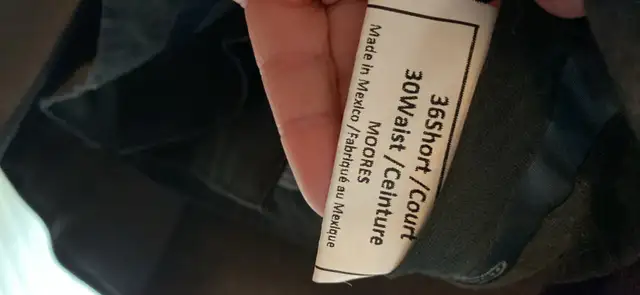 36Short /Court
30Waist /Ceinture
MOORES
Made in Mexico /Fabriqué au Mexique